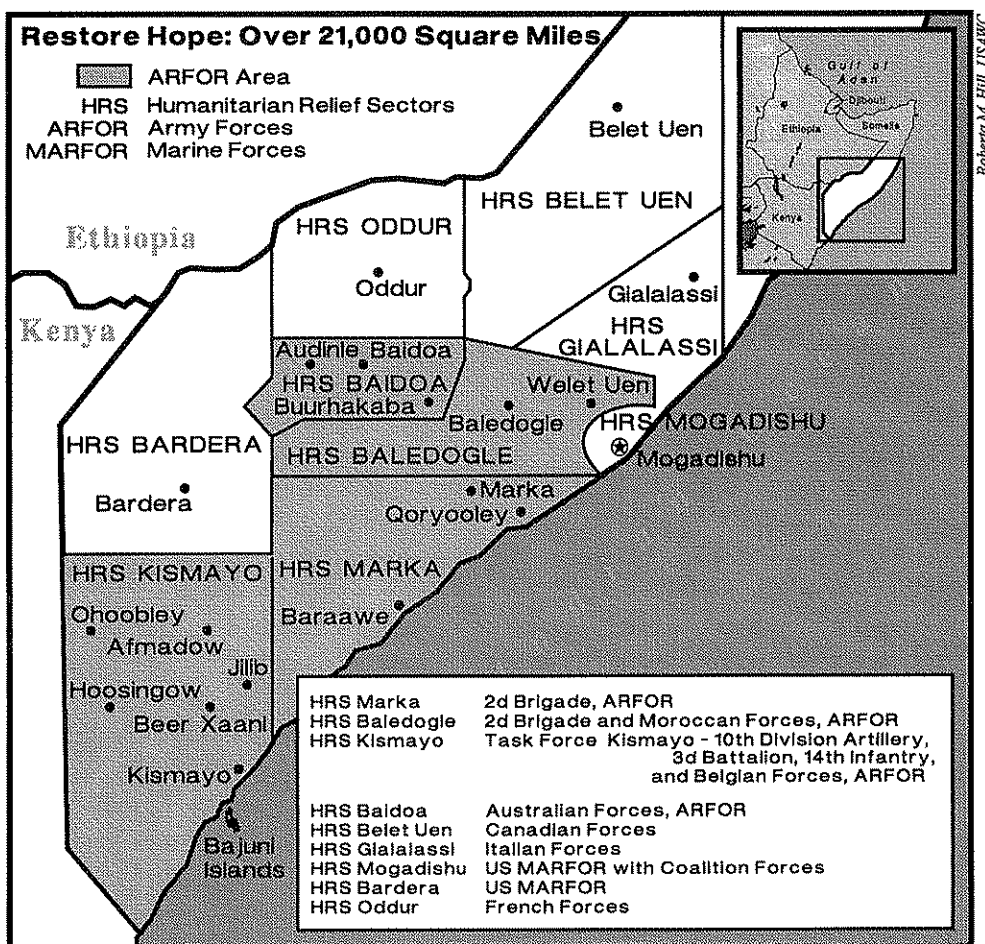 Restore Hope: Over 21,000 Square Miles
ARFOR Area
HRS Humanitarian Relief Sectors
ARFOR Army Forces
MARFOR Marine Forces
Roberta M. Hill, USAWC
Gulf of
Aden
Djibouti
Ethiopia
Somalia
Kenya
Belet Uen
HRS BELET UEN
HRS ODDUR
Oddur
Ethiopia
Kenya
Gialalassi
HRS
GIALALASSI
Audinle Baidoa
HRS BAIDOA
Buurhakaba
Welet Uen
Baledogle
HRS MOGADISHU
Mogadishu
HRS BARDERA
HRS BALEDOGLE
Bardera
Marka
Qoryooley
HRS KISMAYO
HRS MARKA
Baraawe
Ohoobley
Afmadow
Jilib
Hoosingow
Beer Xaani
Kismayo
Bajuni
Islands
HRS Marka 2d Brigade, ARFOR
HRS Baledogle 2d Brigade and Moroccan Forces, ARFOR
HRS Kismayo Task Force Kismayo - 10th Division Artillery,
3d Battalion, 14th Infantry,
and Belgian Forces, ARFOR
HRS Baidoa Australian Forces, ARFOR
HRS Belet Uen Canadian Forces
HRS Gialalassi Italian Forces
HRS Mogadishu US MARFOR with Coalition Forces
HRS Bardera US MARFOR
HRS Oddur French Forces